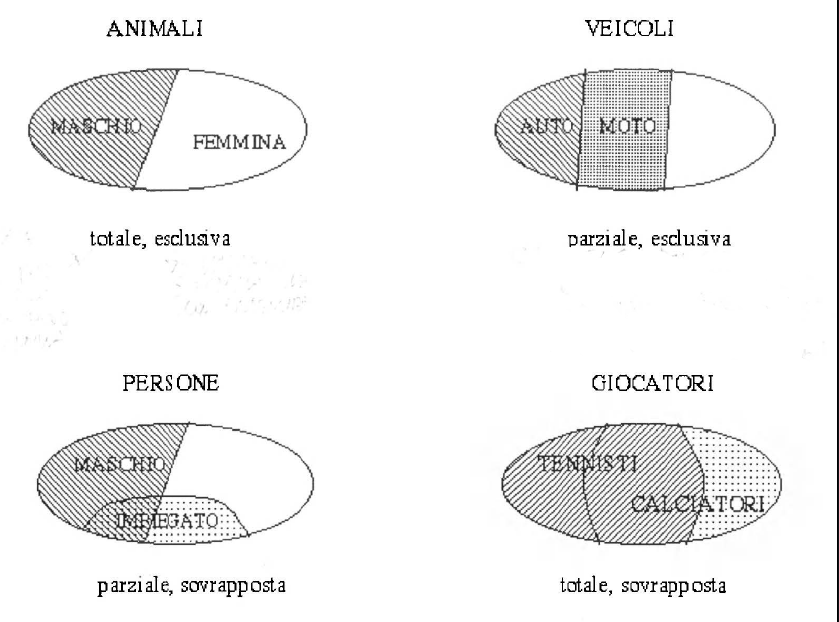 ANIMALI
VEICOLI
MASCHIO
FEMMINA
AUTO
MOTO
totale, esclusiva
parziale, esclusiva
PERSONE
GIOCATORI
MASCHIO
IMPIEGATO
TENNISTI
CALCIATORI
parziale, sovrapposta
totale, sovrapposta